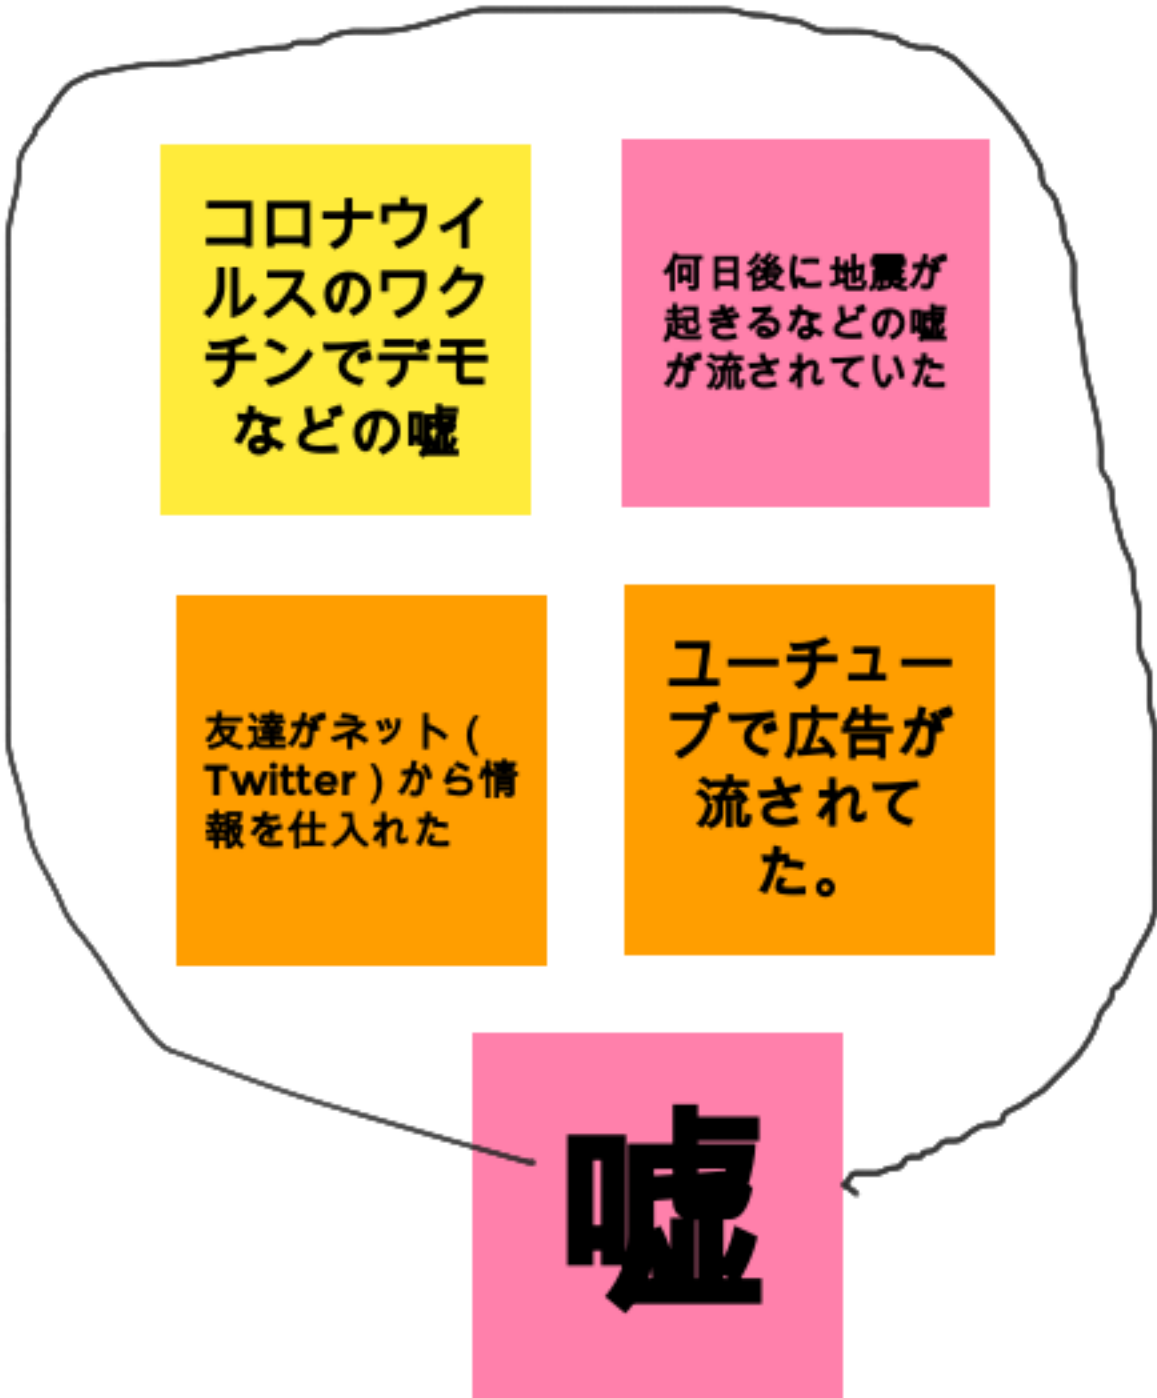 コロナウイ
ルスのワク
チンでデモ
などの嘘
何日後に地震が
起きるなどの嘘
が流されていた
友達がネット (
Twitter ) から情
報を仕入れた
ユーチュー
ブで広告が
流されて
た。
嘘